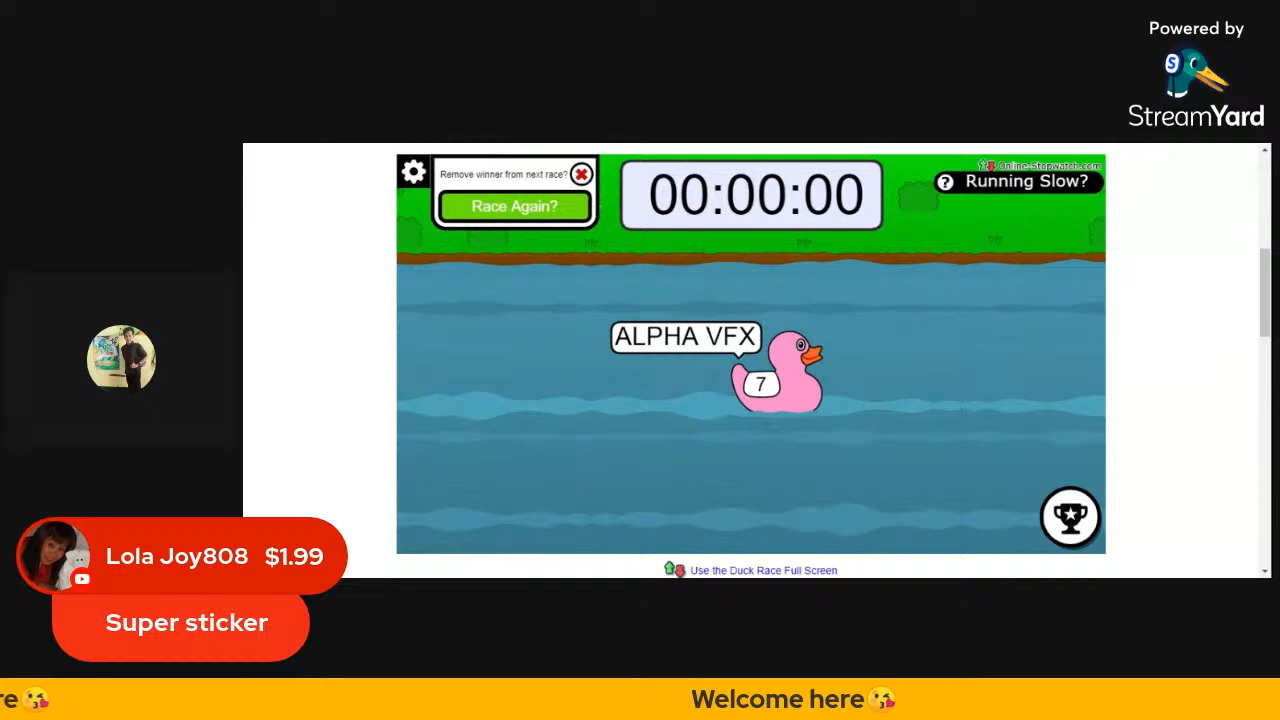 Powered by
StreamYard
S
Remove winner from next race?
Race Again?
00:00:00
Online-Stopwatch.com
? Running Slow?
ALPHA VFX
7
Use the Duck Race Full Screen
Lola Joy808 $1.99
Super sticker
re😘
Welcome here😘